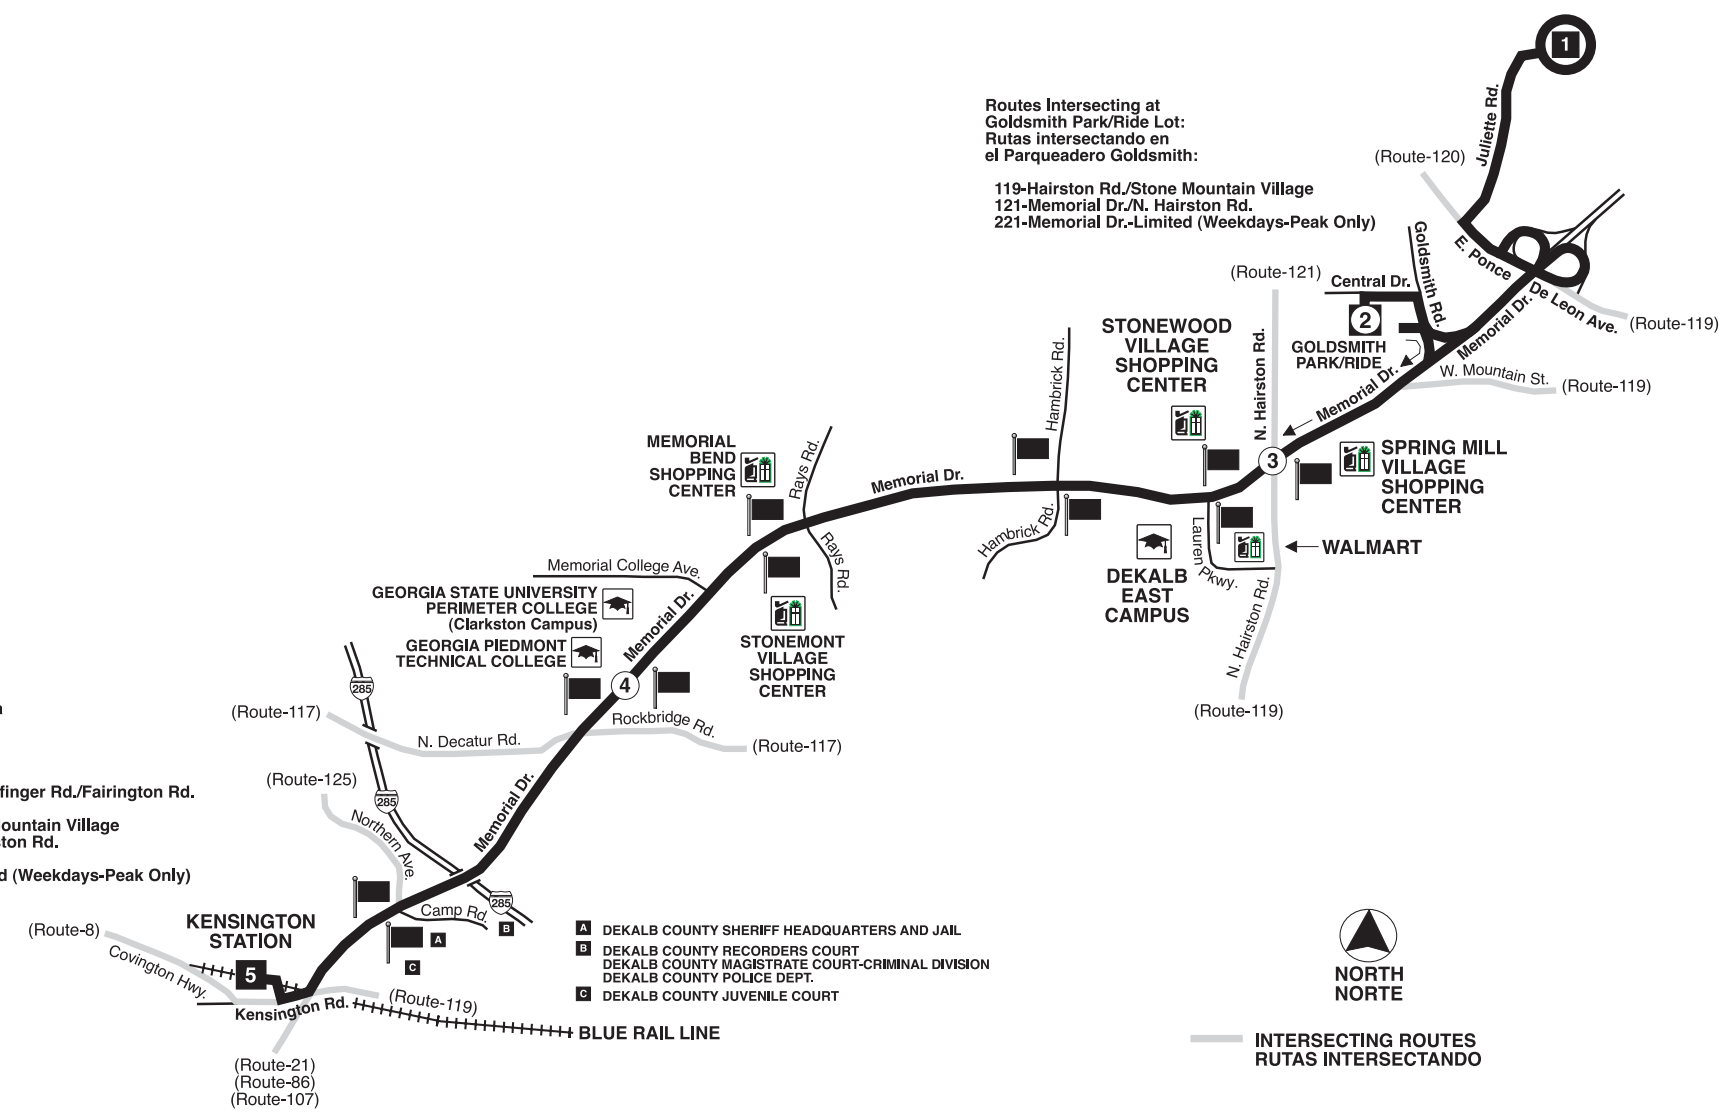 1
Juliette Rd.
Routes Intersecting at
Goldsmith Park/Ride Lot:
Rutas intersectando en
el Parqueadero Goldsmith:
119-Hairston Rd./Stone Mountain Village
121-Memorial Dr./N. Hairston Rd.
221-Memorial Dr.-Limited (Weekdays-Peak Only)
(Route-120)
E. Ponce
De Leon Ave.
(Route-119)
Goldsmith Rd.
Central Dr.
2
GOLDSMITH
PARK/RIDE
Memorial Dr.
W. Mountain St.
(Route-119)
Memorial Dr.
(Route-121)
N. Hairston Rd.
STONEWOOD
VILLAGE
SHOPPING
CENTER
3
SPRING MILL
VILLAGE
SHOPPING
CENTER
WALMART
Lauren Pkwy.
N. Hairston Rd.
(Route-119)
DEKALB
EAST
CAMPUS
Hambrick Rd.
Hambrick Rd.
Memorial Dr.
MEMORIAL
BEND
SHOPPING
CENTER
Rays Rd.
Rays Rd.
STONEMONT
VILLAGE
SHOPPING
CENTER
Memorial College Ave.
GEORGIA STATE UNIVERSITY
PERIMETER COLLEGE
(Clarkston Campus)
GEORGIA PIEDMONT
TECHNICAL COLLEGE
Memorial Dr.
4
285
(Route-117)
N. Decatur Rd.
Rockbridge Rd.
(Route-117)
(Route-125)
285
Northern Ave.
Memorial Dr.
finger Rd./Fairington Rd.
ountain Village
ton Rd.
d (Weekdays-Peak Only)
285
Camp Rd.
A
B
C
KENSINGTON
STATION
5
(Route-8)
Covington Hwy.
Kensington Rd.
(Route-119)
BLUE RAIL LINE
(Route-21)
(Route-86)
(Route-107)
A DEKALB COUNTY SHERIFF HEADQUARTERS AND JAIL
B DEKALB COUNTY RECORDERS COURT
DEKALB COUNTY MAGISTRATE COURT-CRIMINAL DIVISION
DEKALB COUNTY POLICE DEPT.
C DEKALB COUNTY JUVENILE COURT
NORTH
NORTE
INTERSECTING ROUTES
RUTAS INTERSECTANDO